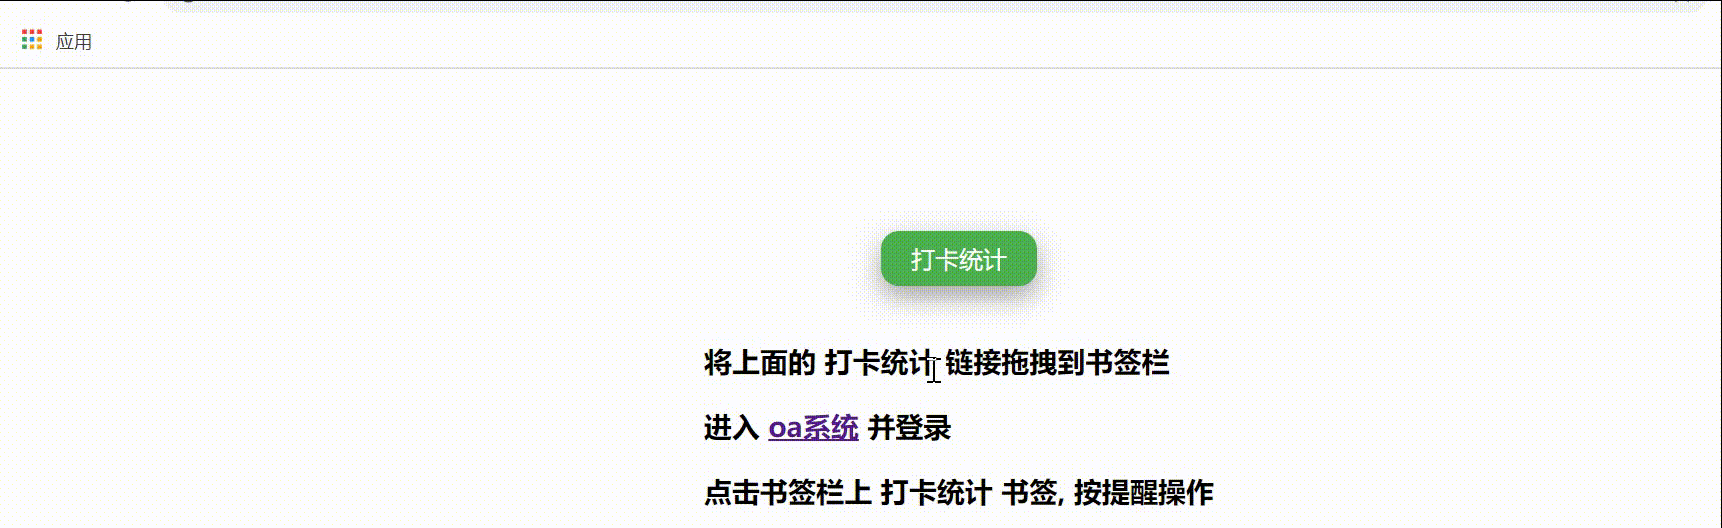 应用
打卡统计
将上面的 打卡统计 链接拖拽到书签栏
进入 oa系统 并登录
点击书签栏上 打卡统计 书签, 按提醒操作